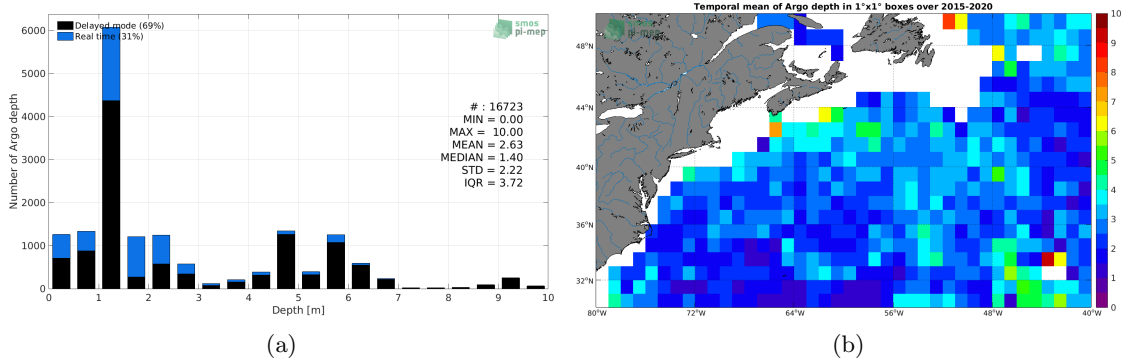 Delayed mode (69%)
Real time (31%)
smos
pi-mep
6000
5000
4000
3000
2000
1000
0
Number of Argo depth
# : 16723
MIN = 0.00
MAX = 10.00
MEAN = 2.63
MEDIAN = 1.40
STD = 2.22
IQR = 3.72
0 1 2 3 4 5 6 7 8 9 10
Depth [m]
(a)
Temporal mean of Argo depth in 1°x1° boxes over 2015-2020
smos
pi-mep
48°N
44°N
40°N
36°N
32°N
80°W 72°W 64°W 56°W 48°W 40°W
10
9
8
7
6
5
4
3
2
1
0
(b)